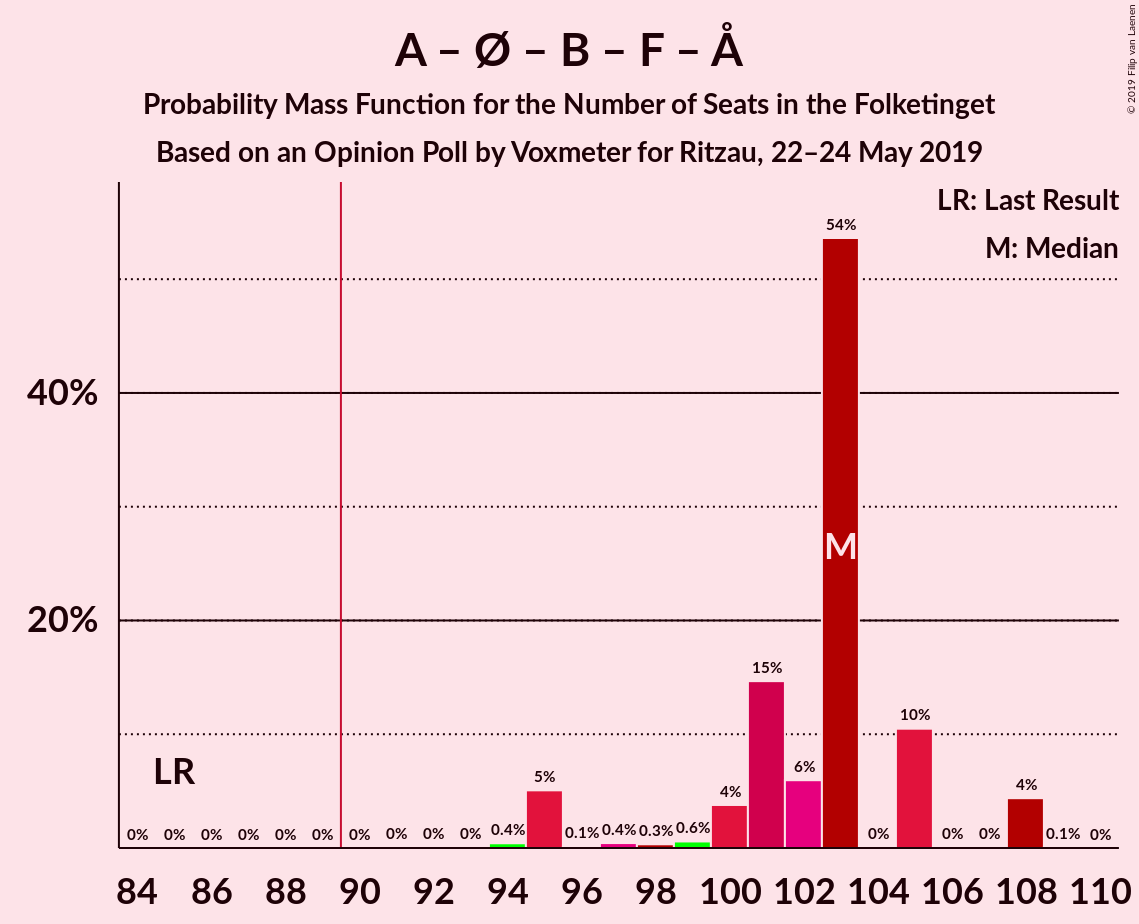 A – Ø – B – F – Å
Probability Mass Function for the Number of Seats in the Folketinget
Based on an Opinion Poll by Voxmeter for Ritzau, 22–24 May 2019
© 2019 Filip van Laenen
LR: Last Result
M: Median
54%
40%
M
20%
15%
10%
LR
5%
6%
4%
4%
0% 0% 0% 0% 0% 0% 0% 0% 0% 0% 0.4% 0.1% 0.4% 0.3% 0.6% 0% 0% 0% 0.1% 0%
84 86 88 90 92 94 96 98 100 102 104 106 108 110